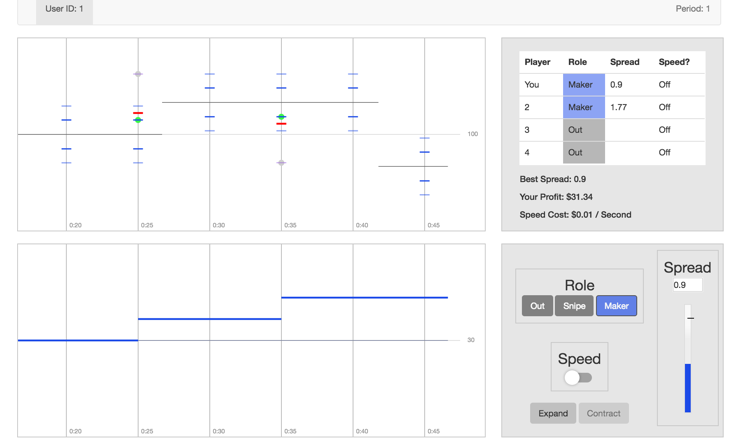 User ID: 1 Period: 1
Player Role Spread Speed?
You Maker 0.9 Off
2 Maker 1.77 Off
3 Out Off
4 Out Off
Best Spread: 0.9
Your Profit: $31.34
Speed Cost: $0.01 / Second
100
0:20 0:25 0:30 0:35 0:40 0:45
30
0:20 0:25 0:30 0:35 0:40 0:45
Role
Out Snipe Maker
Speed
Expand Contract
Spread
0.9